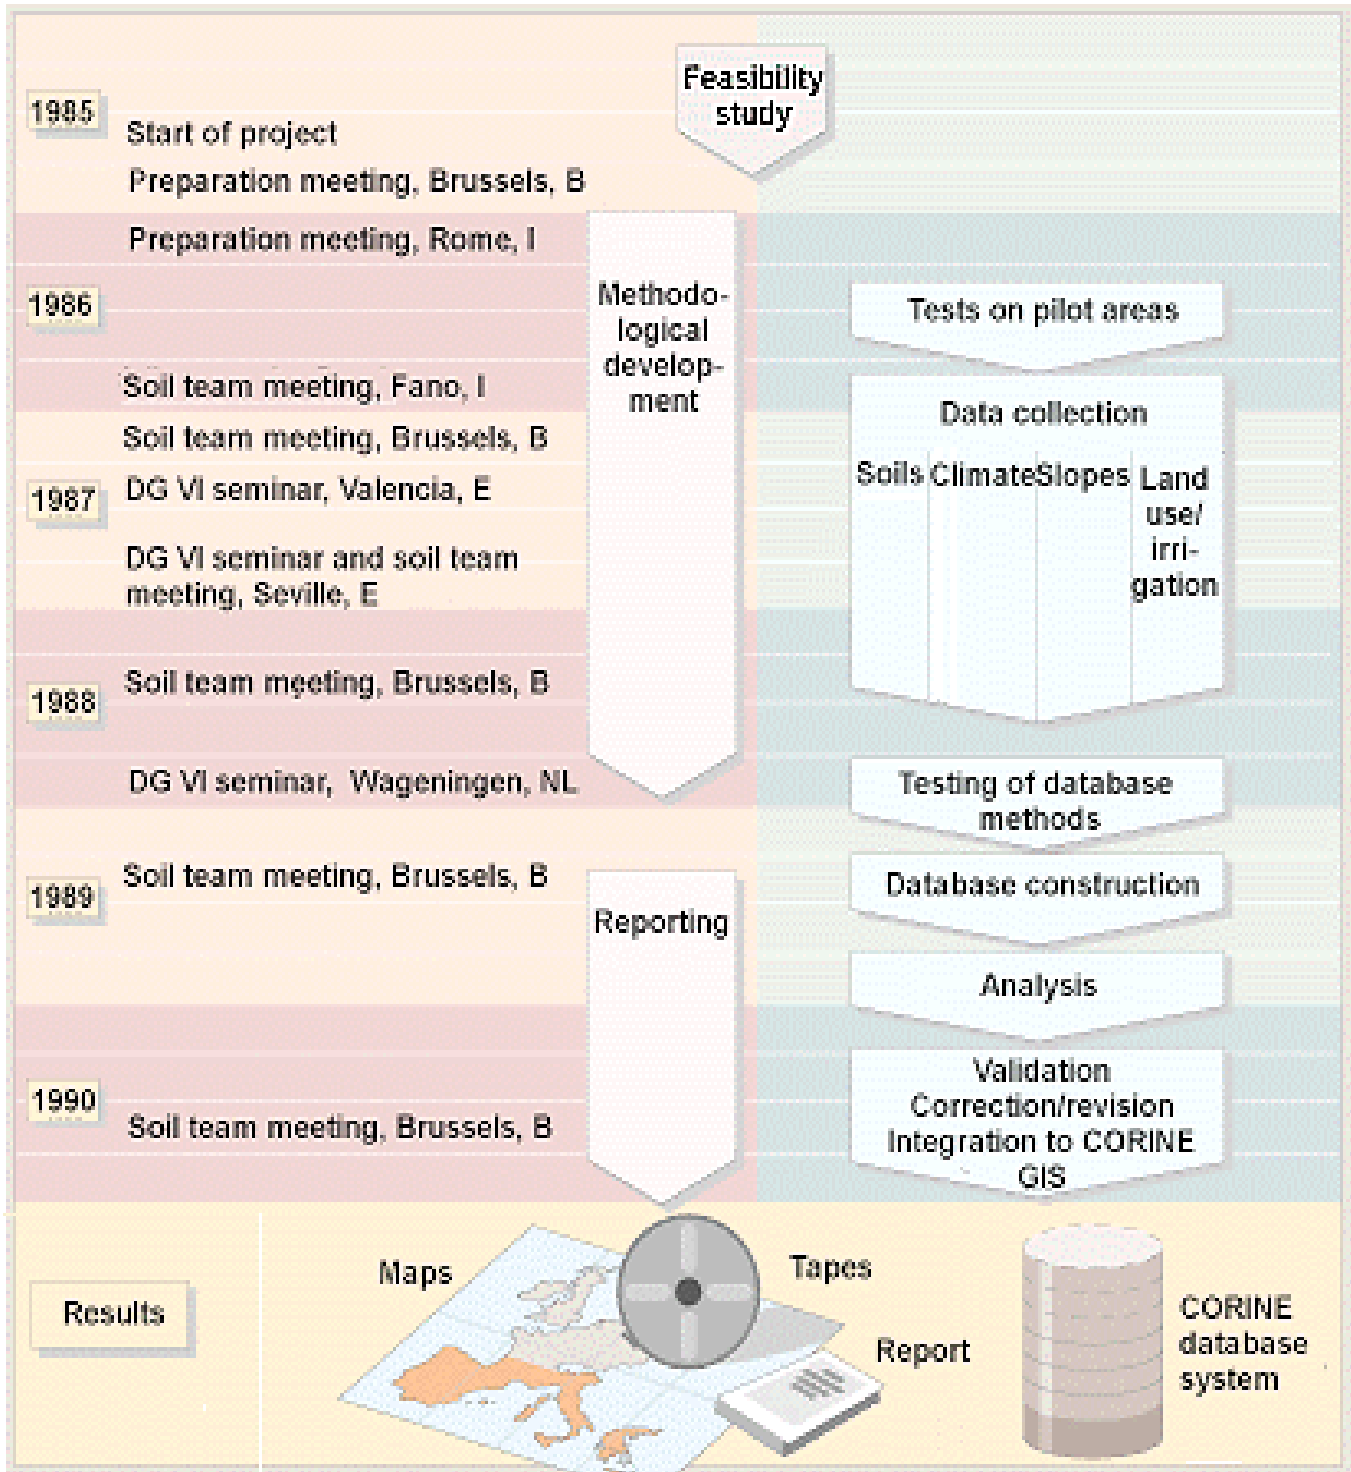 Feasibility
study
1985
Start of project
Preparation meeting, Brussels, B
Preparation meeting, Rome, I
1986
Soil team meeting, Fano, I
Soil team meeting, Brussels, B
1987
DG VI seminar, Valencia, E
DG VI seminar and soil team
meeting, Seville, E
Soil team meeting, Brussels, B
1988
DG VI seminar, Wageningen, NL
Soil team meeting, Brussels, B
1989
1990
Soil team meeting, Brussels, B
Methodo-
logical
develop-
ment
Reporting
Tests on pilot areas
Data collection
Soils
Climate
Slopes
Land
use/
irri-
gation
Testing of database
methods
Database construction
Analysis
Validation
Correction/revision
Integration to CORINE
GIS
Results
Maps
Tapes
Report
CORINE
database
system